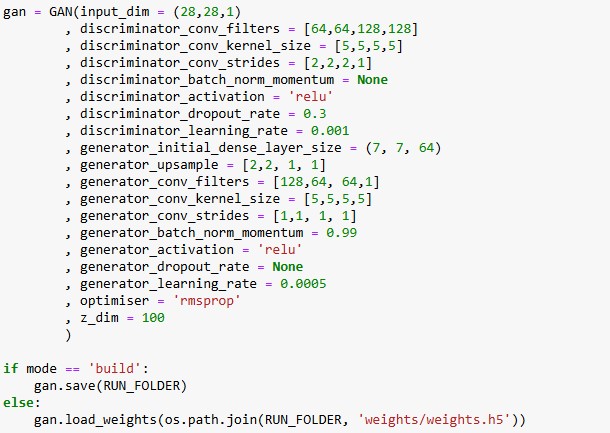 gan = GAN(input_dim = (28,28,1)
        , discriminator_conv_filters = [64,64,128,128]
        , discriminator_conv_kernel_size = [5,5,5,5]
        , discriminator_conv_strides = [2,2,2,1]
        , discriminator_batch_norm_momentum = None
        , discriminator_activation = 'relu'
        , discriminator_dropout_rate = 0.3
        , discriminator_learning_rate = 0.001
        , generator_initial_dense_layer_size = (7, 7, 64)
        , generator_upsample = [2,2, 1, 1]
        , generator_conv_filters = [128,64, 64,1]
        , generator_conv_kernel_size = [5,5,5,5]
        , generator_conv_strides = [1,1, 1, 1]
        , generator_batch_norm_momentum = 0.99
        , generator_activation = 'relu'
        , generator_dropout_rate = None
        , generator_learning_rate = 0.0005
        , optimiser = 'rmsprop'
        , z_dim = 100
        )

if mode == 'build':
    gan.save(RUN_FOLDER)
else:
    gan.load_weights(os.path.join(RUN_FOLDER, 'weights/weights.h5'))